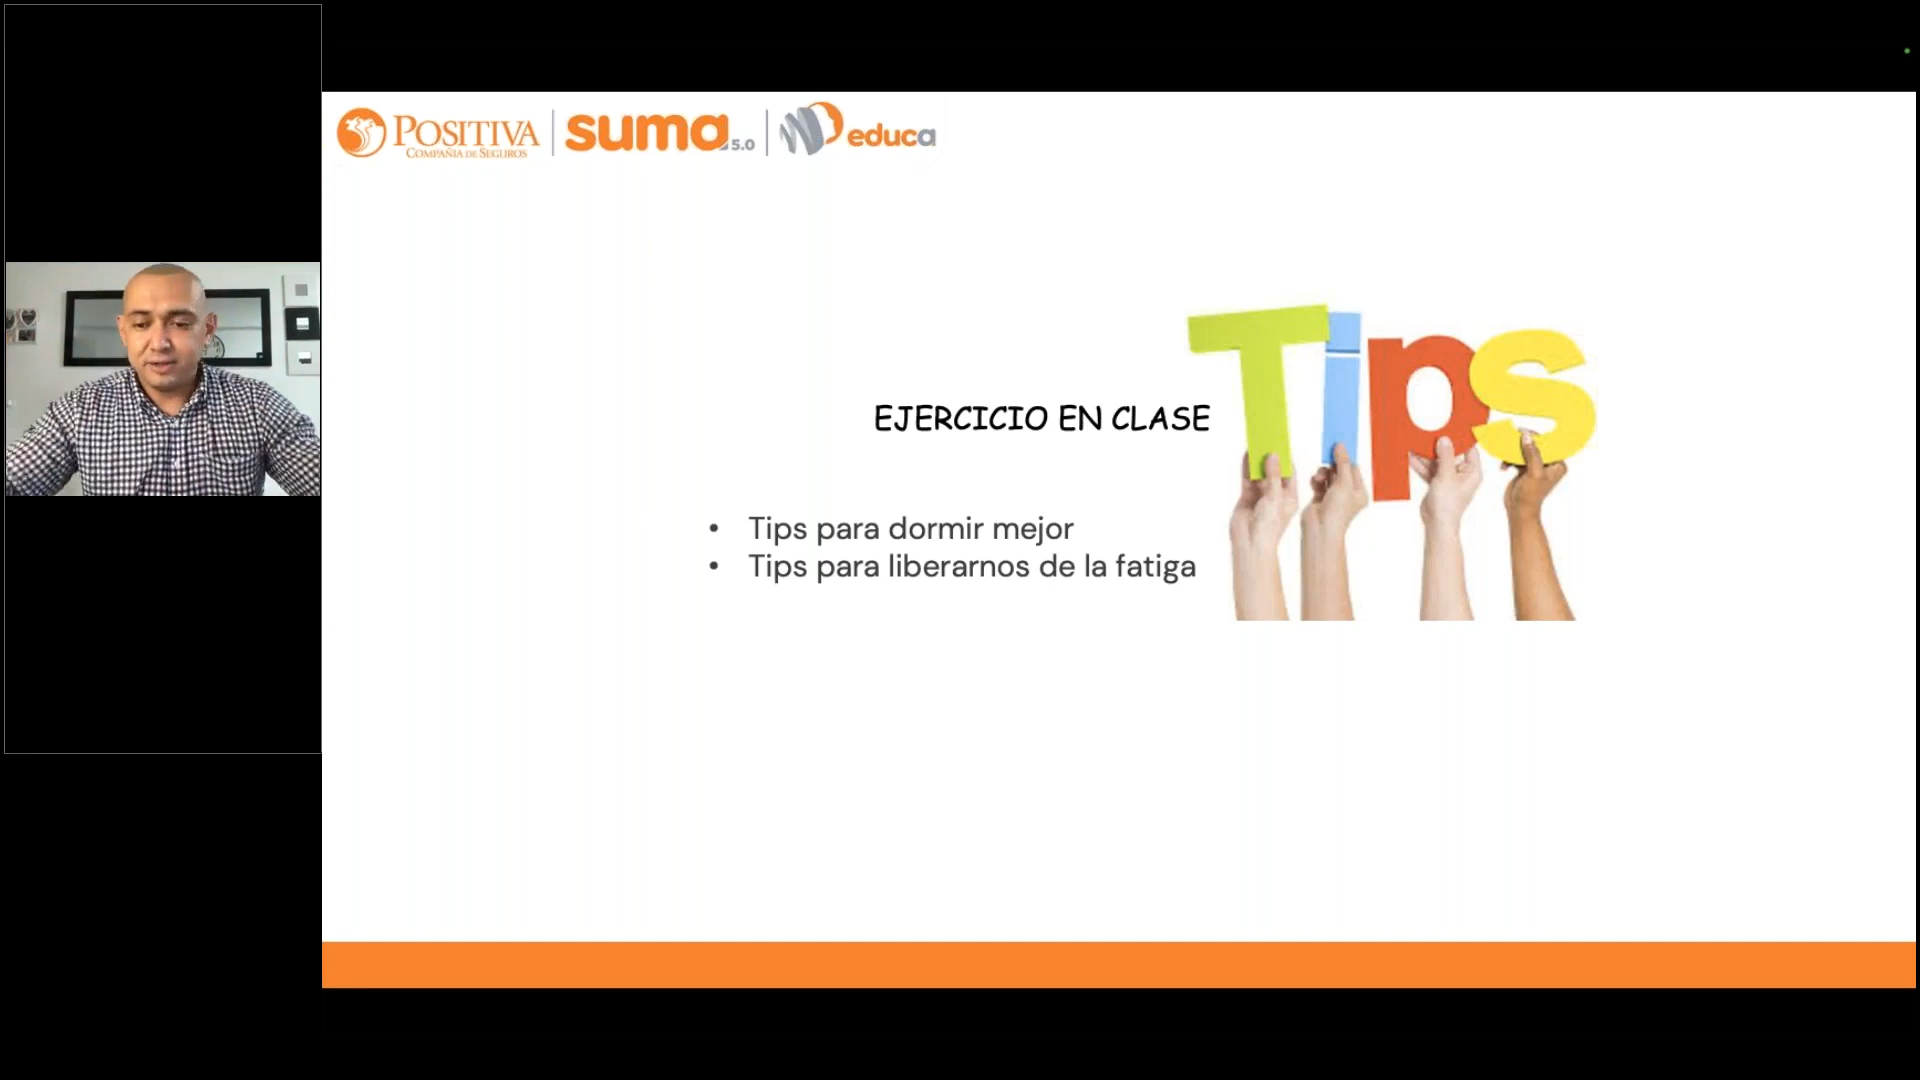 POSITIVA
COMPAÑIA DE SEGUROS
suma 5.0
educa
Tips
EJERCICIO EN CLASE
• Tips para dormir mejor
• Tips para liberarnos de la fatiga